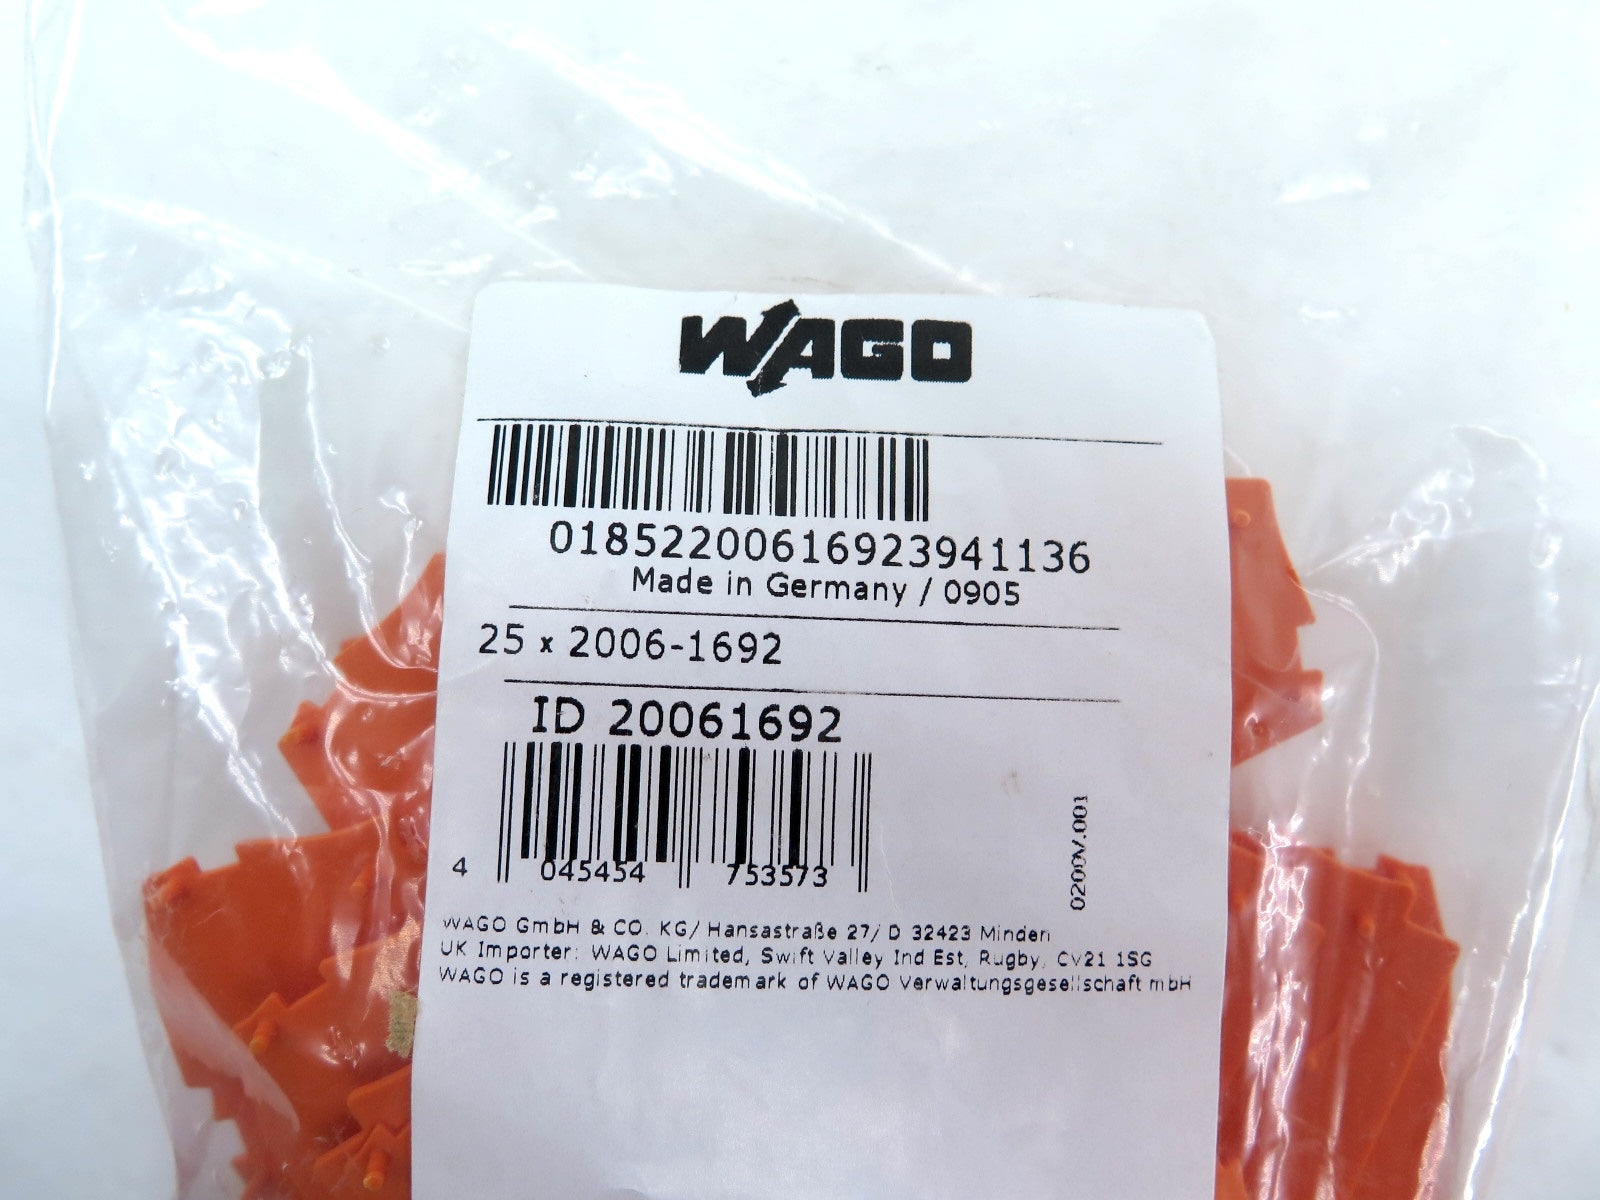 WAGO
01852200616923941136
Made in Germany / 0905
25 x 2006-1692
ID 20061692
4 045454 753573
0200V.001
WAGO GmbH & CO. KG/ Hansastraße 27/ D 32423 Minden
UK Importer: WAGO Limited, Swift Valley Ind Est, Rugby, CV21 1SG
WAGO is a registered trademark of WAGO Verwaltungsgesellschaft mbH